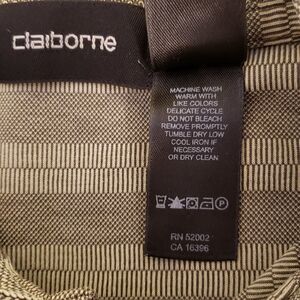 claiborne
MACHINE WASH
WARM WITH
LIKE COLORS
DELICATE CYCLE
DO NOT BLEACH
REMOVE PROMPTLY
TUMBLE DRY LOW
COOL IRON IF
NECESSARY
OR DRY CLEAN
RN 52002
CA 16396